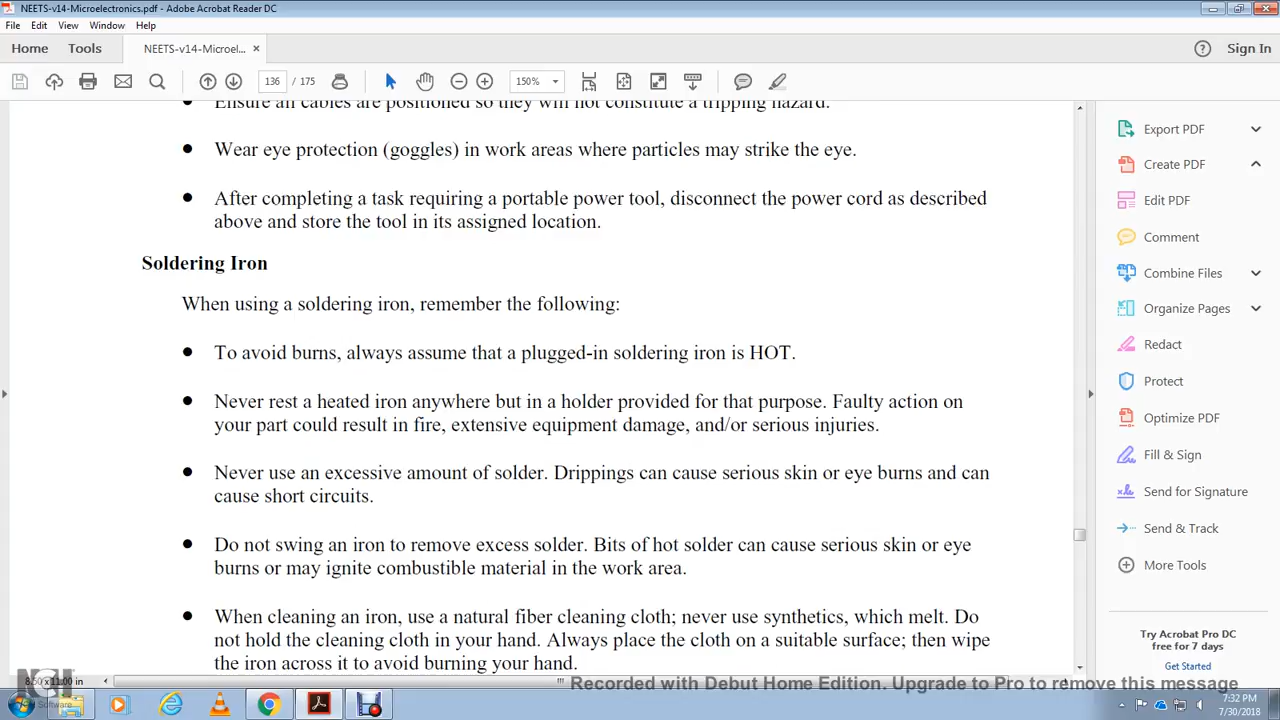 NEETS-v14-Microelectronics.pdf - Adobe Acrobat Reader DC
File Edit View Window Help
Home Tools NEETS-v14-Microel... × Sign In
136 / 175 150%
Ensure all cables are positioned so they will not constitute a tripping hazard.
Wear eye protection (goggles) in work areas where particles may strike the eye.
After completing a task requiring a portable power tool, disconnect the power cord as described
above and store the tool in its assigned location.
Soldering Iron
When using a soldering iron, remember the following:
To avoid burns, always assume that a plugged-in soldering iron is HOT.
Never rest a heated iron anywhere but in a holder provided for that purpose. Faulty action on
your part could result in fire, extensive equipment damage, and/or serious injuries.
Never use an excessive amount of solder. Drippings can cause serious skin or eye burns and can
cause short circuits.
Do not swing an iron to remove excess solder. Bits of hot solder can cause serious skin or eye
burns or may ignite combustible material in the work area.
When cleaning an iron, use a natural fiber cleaning cloth; never use synthetics, which melt. Do
not hold the cleaning cloth in your hand. Always place the cloth on a suitable surface; then wipe
the iron across it to avoid burning your hand.
Export PDF
Create PDF
Edit PDF
Comment
Combine Files
Organize Pages
Redact
Protect
Optimize PDF
Fill & Sign
Send for Signature
Send & Track
More Tools
Try Acrobat Pro DC
free for 7 days
Get Started
8.50 x 11.00 in
Recorded with Debut Home Edition. Upgrade to Pro to remove this message
7:32 PM
7/30/2018